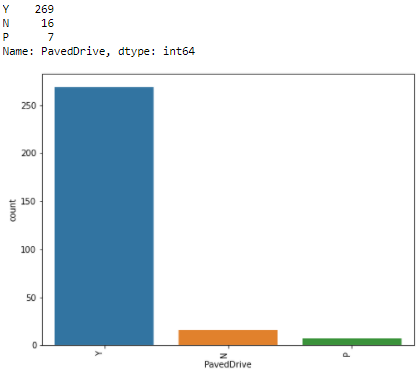 Y    269
N     16
P      7
Name: PavedDrive, dtype: int64
250
200
150
100
50
0
count
Y N P
PavedDrive